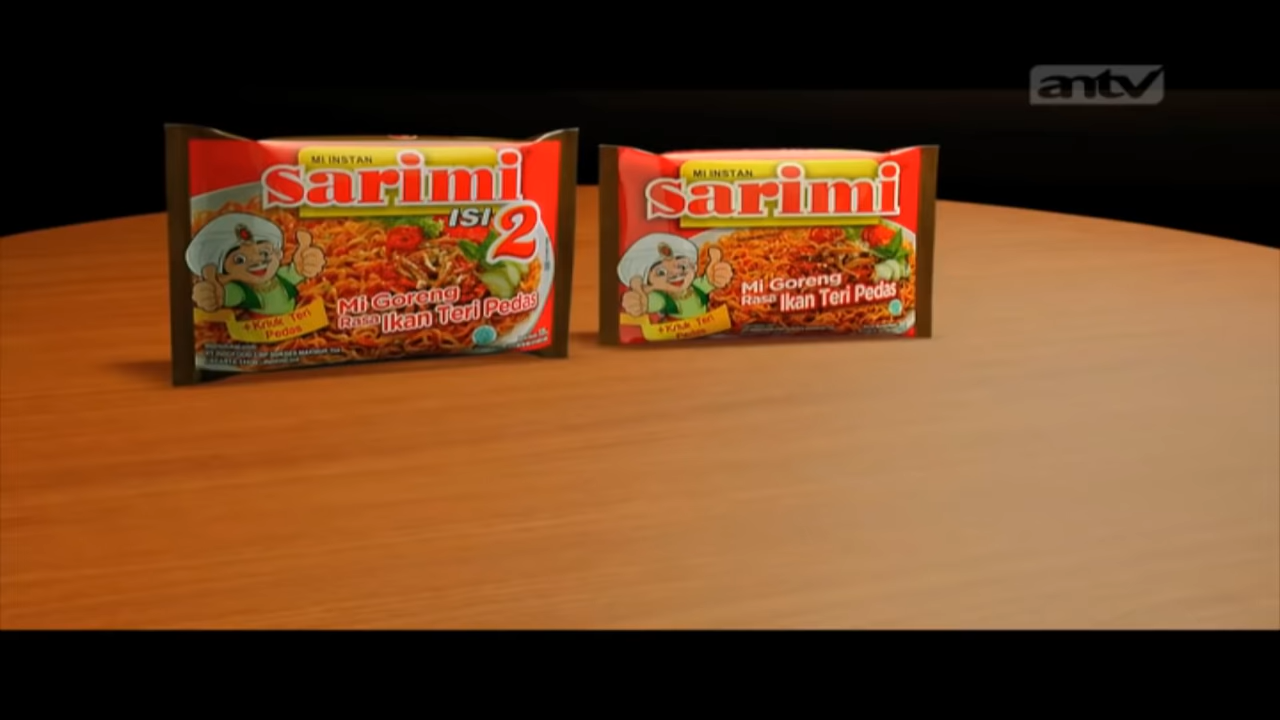 antv
MI INSTAN
Sarimi
ISI 2
Mi Goreng
Rasa Ikan Teri Pedas
+ Kriuk Teri
Pedas
MI INSTAN
Sarimi
Mi Goreng
Rasa Ikan Teri Pedas
+ Kriuk Teri